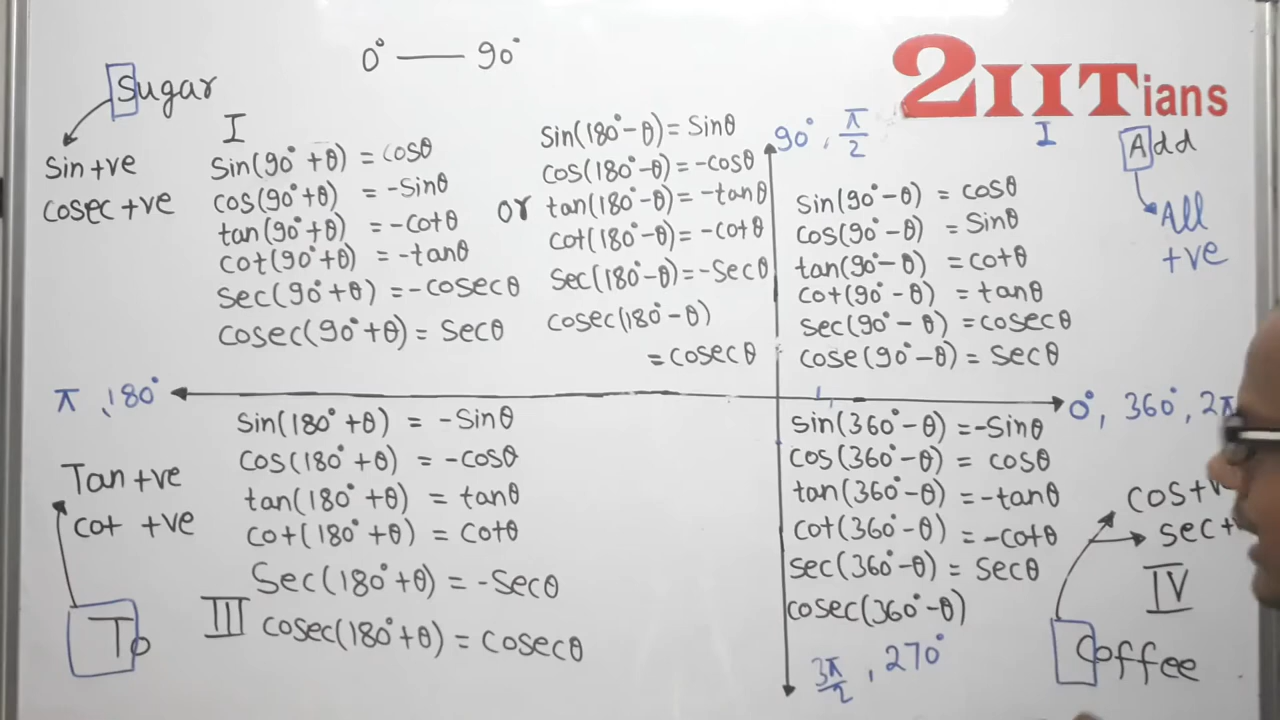 0° — 90°
2IITians
Sugar
Sin +ve
cosec +ve
I
Sin(90° +θ) = cosθ
cos(90°+θ) = -Sinθ
tan(90°+θ) = -cotθ
cot(90°+θ) = -tanθ
sec(90°+θ) = -cosecθ
cosec(90°+θ) = Secθ
or
sin(180°-θ)= Sinθ
cos(180°-θ)= -cosθ
tan(180°-θ)= -tanθ
cot(180°-θ)= -cotθ
sec(180°-θ)= -Secθ
cosec(180°-θ)
= cosecθ
90°, π/2
I
Add
All
+ve
sin(90°-θ) = cosθ
cos(90°-θ) = Sinθ
tan(90°-θ) = cotθ
cot(90°-θ) = tanθ
sec(90°-θ) = cosecθ
cose(90°-θ) = secθ
π, 180°
0°, 360°, 2π
Tan +ve
cot +ve
To
III
sin(180°+θ) = -Sinθ
cos(180°+θ) = -cosθ
tan(180°+θ) = tanθ
cot(180°+θ) = cotθ
Sec(180°+θ) = -Secθ
cosec(180°+θ) = cosecθ
sin(360°-θ) = -Sinθ
cos(360°-θ) = cosθ
tan(360°-θ) = -tanθ
cot(360°-θ) = -cotθ
sec(360°-θ) = Secθ
cosec(360°-θ)
3π/2, 270°
cos+v
sec+
IV
Coffee